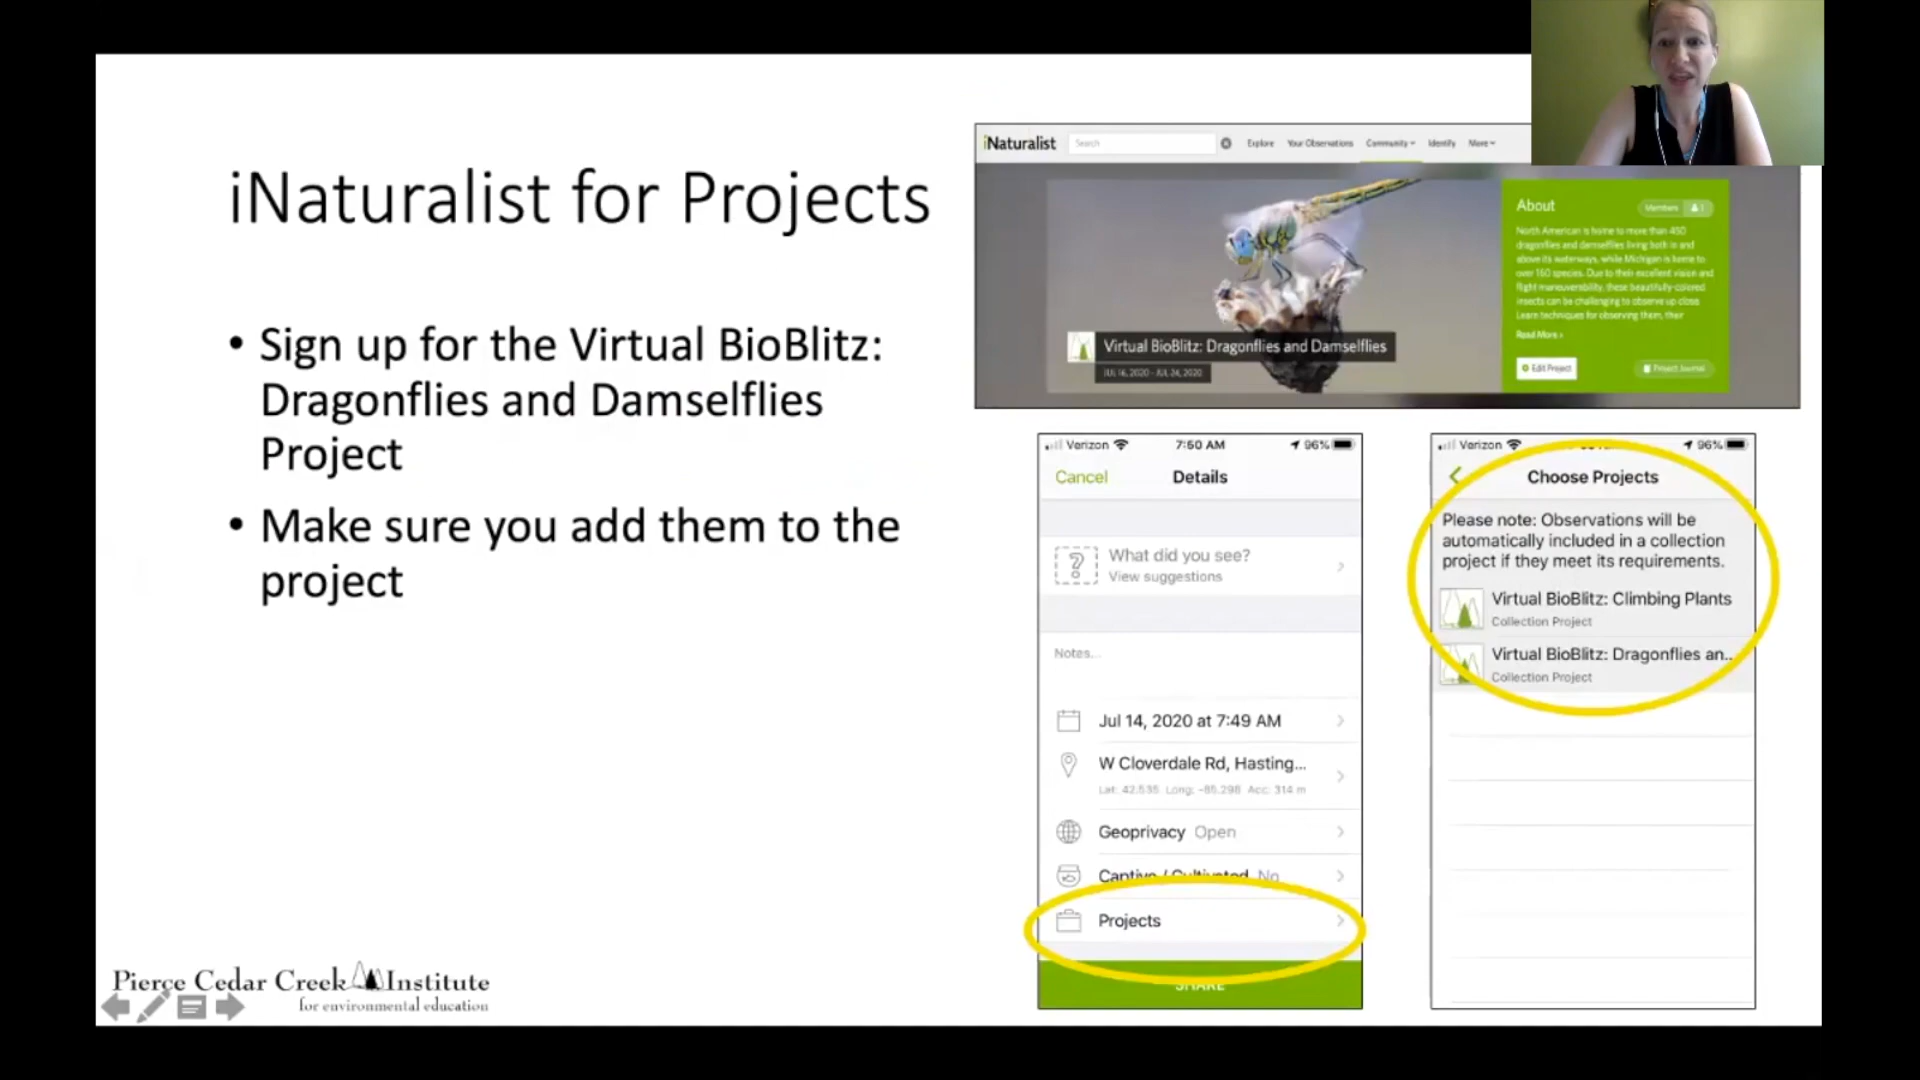 iNaturalist for Projects
• Sign up for the Virtual BioBlitz:
Dragonflies and Damselflies
Project
• Make sure you add them to the
project
iNaturalist
Search
Explore
Your Observations
Community
Identify
More
Virtual BioBlitz: Dragonflies and Damselflies
JUL 16, 2020 - JUL 26, 2020
About
Members 1
North American is home to more than 450
dragonflies and damselflies living both in and
above its waterways, while Michigan is home to
over 160 species. Due to their excellent vision and
flight maneuverability, these beautifully-colored
insects can be challenging to observe up close
Learn techniques for observing them, their
Read More ›
Edit Project
Project Journal
Verizon 7:50 AM 96%
Cancel Details
What did you see?
View suggestions
Notes...
Jul 14, 2020 at 7:49 AM
W Cloverdale Rd, Hasting...
Lat: 42.535 Long: -85.298 Acc: 314 m
Geoprivacy Open
Captive / Cultivated No
Projects
SHARE
Verizon 96%
Choose Projects
Please note: Observations will be
automatically included in a collection
project if they meet its requirements.
Virtual BioBlitz: Climbing Plants
Collection Project
Virtual BioBlitz: Dragonflies an...
Collection Project
Pierce Cedar Creek Institute
for environmental education